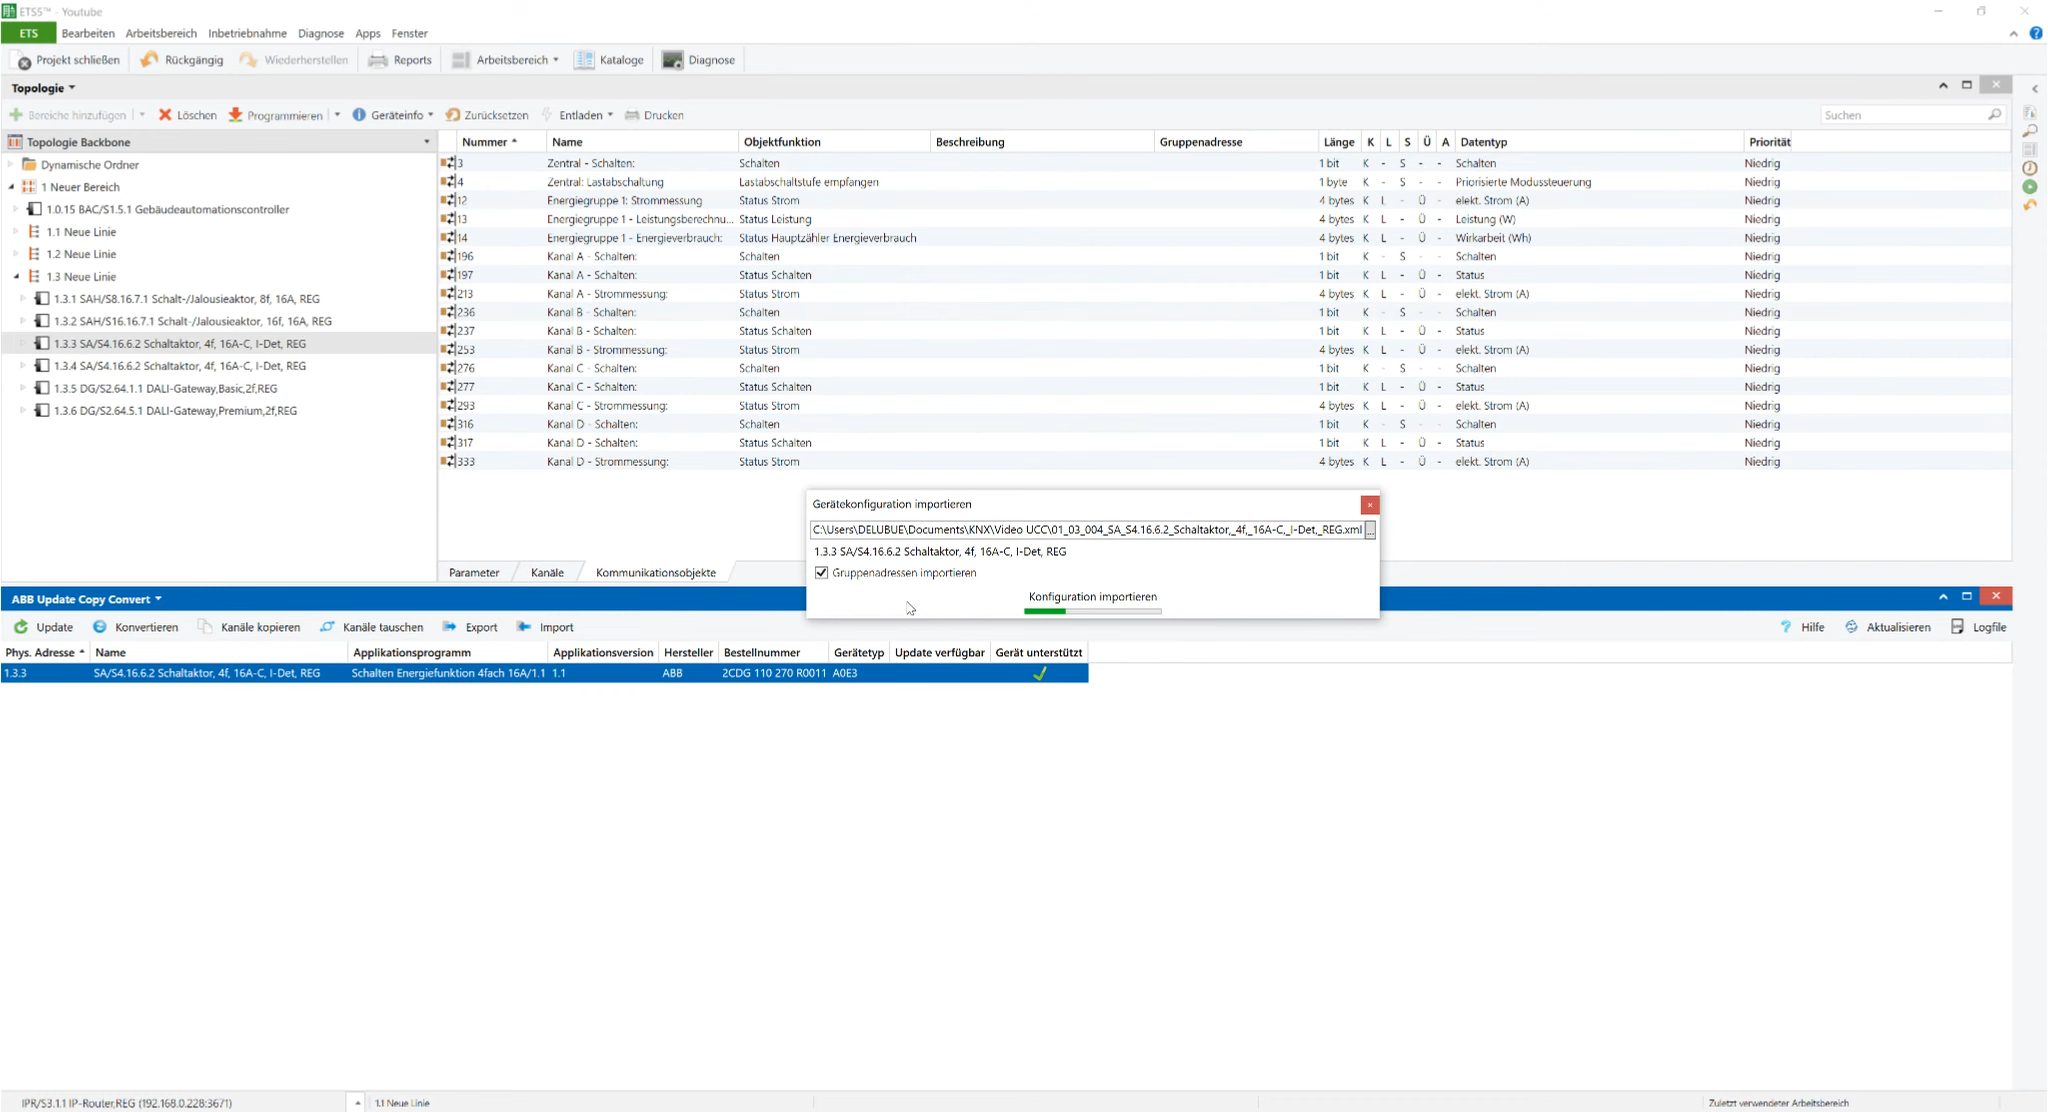 ETS5™ - Youtube
ETS Bearbeiten Arbeitsbereich Inbetriebnahme Diagnose Apps Fenster
Projekt schließen Rückgängig Wiederherstellen Reports Arbeitsbereich Kataloge Diagnose
Topologie
Bereiche hinzufügen Löschen Programmieren Geräteinfo Zurücksetzen Entladen Drucken Suchen
Topologie Backbone
Dynamische Ordner
1 Neuer Bereich
1.0.15 BAC/S1.5.1 Gebäudeautomationscontroller
1.1 Neue Linie
1.2 Neue Linie
1.3 Neue Linie
1.3.1 SAH/S8.16.7.1 Schalt-/Jalousieaktor, 8f, 16A, REG
1.3.2 SAH/S16.16.7.1 Schalt-/Jalousieaktor, 16f, 16A, REG
1.3.3 SA/S4.16.6.2 Schaltaktor, 4f, 16A-C, I-Det, REG
1.3.4 SA/S4.16.6.2 Schaltaktor, 4f, 16A-C, I-Det, REG
1.3.5 DG/S2.64.1.1 DALI-Gateway,Basic,2f,REG
1.3.6 DG/S2.64.5.1 DALI-Gateway,Premium,2f,REG
Nummer Name Objektfunktion Beschreibung Gruppenadresse Länge K L S Ü A Datentyp Priorität
3 Zentral - Schalten: Schalten 1 bit K - S - - Schalten Niedrig
4 Zentral: Lastabschaltung Lastabschaltstufe empfangen 1 byte K - S - - Priorisierte Modussteuerung Niedrig
12 Energiegruppe 1: Strommessung Status Strom 4 bytes K L - Ü - elekt. Strom (A) Niedrig
13 Energiegruppe 1 - Leistungsberechnu... Status Leistung 4 bytes K L - Ü - Leistung (W) Niedrig
14 Energiegruppe 1 - Energieverbrauch: Status Hauptzähler Energieverbrauch 4 bytes K L - Ü - Wirkarbeit (Wh) Niedrig
196 Kanal A - Schalten: Schalten 1 bit K - S - - Schalten Niedrig
197 Kanal A - Schalten: Status Schalten 1 bit K L - Ü - Status Niedrig
213 Kanal A - Strommessung: Status Strom 4 bytes K L - Ü - elekt. Strom (A) Niedrig
236 Kanal B - Schalten: Schalten 1 bit K - S - - Schalten Niedrig
237 Kanal B - Schalten: Status Schalten 1 bit K L - Ü - Status Niedrig
253 Kanal B - Strommessung: Status Strom 4 bytes K L - Ü - elekt. Strom (A) Niedrig
276 Kanal C - Schalten: Schalten 1 bit K - S - - Schalten Niedrig
277 Kanal C - Schalten: Status Schalten 1 bit K L - Ü - Status Niedrig
293 Kanal C - Strommessung: Status Strom 4 bytes K L - Ü - elekt. Strom (A) Niedrig
316 Kanal D - Schalten: Schalten 1 bit K - S - - Schalten Niedrig
317 Kanal D - Schalten: Status Schalten 1 bit K L - Ü - Status Niedrig
333 Kanal D - Strommessung: Status Strom 4 bytes K L - Ü - elekt. Strom (A) Niedrig
Parameter Kanäle Kommunikationsobjekte
Gerätekonfiguration importieren
C:\Users\DELUBUE\Documents\KNX\Video UCC\01_03_004_SA_S4.16.6.2_Schaltaktor,_4f,_16A-C,_I-Det,_REG.xml ...
1.3.3 SA/S4.16.6.2 Schaltaktor, 4f, 16A-C, I-Det, REG
Gruppenadressen importieren
Konfiguration importieren
ABB Update Copy Convert
Update Konvertieren Kanäle kopieren Kanäle tauschen Export Import Hilfe Aktualisieren Logfile
Phys. Adresse Name Applikationsprogramm Applikationsversion Hersteller Bestellnummer Gerätetyp Update verfügbar Gerät unterstützt
1.3.3 SA/S4.16.6.2 Schaltaktor, 4f, 16A-C, I-Det, REG Schalten Energiefunktion 4fach 16A/1.1 1.1 ABB 2CDG 110 270 R0011 A0E3
IPR/S3.1.1 IP-Router,REG (192.168.0.228:3671) 1.1 Neue Linie Zuletzt verwendeter Arbeitsbereich